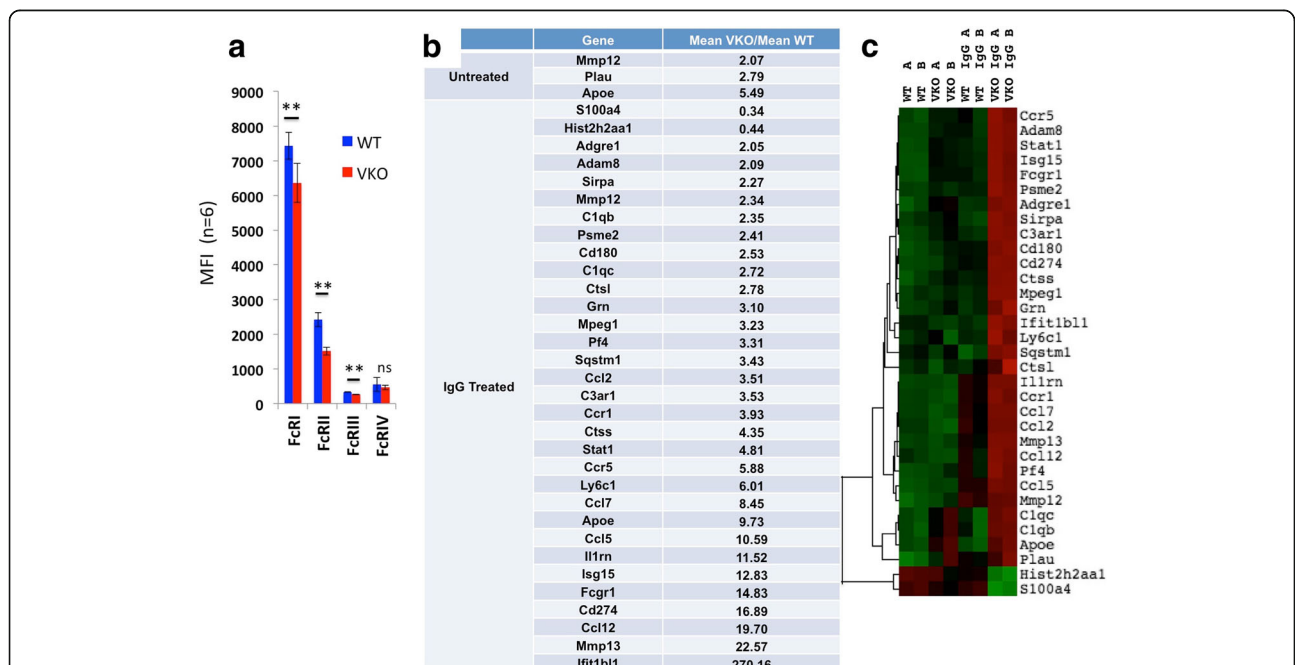 a
**
9000
8000
7000
6000
5000
4000
3000
2000
1000
0
MFI (n=6)
WT
VKO
**
**
ns
FcRI
FcRII
FcRIII
FcRIV
b
Gene Mean VKO/Mean WT
Untreated
Mmp12 2.07
Plau 2.79
Apoe 5.49
IgG Treated
S100a4 0.34
Hist2h2aa1 0.44
Adgre1 2.05
Adam8 2.09
Sirpa 2.27
Mmp12 2.34
C1qb 2.35
Psme2 2.41
Cd180 2.53
C1qc 2.72
Ctsl 2.78
Grn 3.10
Mpeg1 3.23
Pf4 3.31
Sqstm1 3.43
Ccl2 3.51
C3ar1 3.53
Ccr1 3.93
Ctss 4.35
Stat1 4.81
Ccr5 5.88
Ly6c1 6.01
Ccl7 8.45
Apoe 9.73
Ccl5 10.59
Il1rn 11.52
Isg15 12.83
Fcgr1 14.83
Cd274 16.89
Ccl12 19.70
Mmp13 22.57
Ifit1bl1 270.16
c
WT A
WT B
VKO A
VKO B
WT IgG A
WT IgG B
VKO IgG A
VKO IgG B
Ccr5
Adam8
Stat1
Isg15
Fcgr1
Psme2
Adgre1
Sirpa
C3ar1
Cd180
Cd274
Ctss
Mpeg1
Grn
Ifit1bl1
Ly6c1
Sqstm1
Ctsl
Il1rn
Ccr1
Ccl7
Ccl2
Mmp13
Ccl12
Pf4
Ccl5
Mmp12
C1qc
C1qb
Apoe
Plau
Hist2h2aa1
S100a4